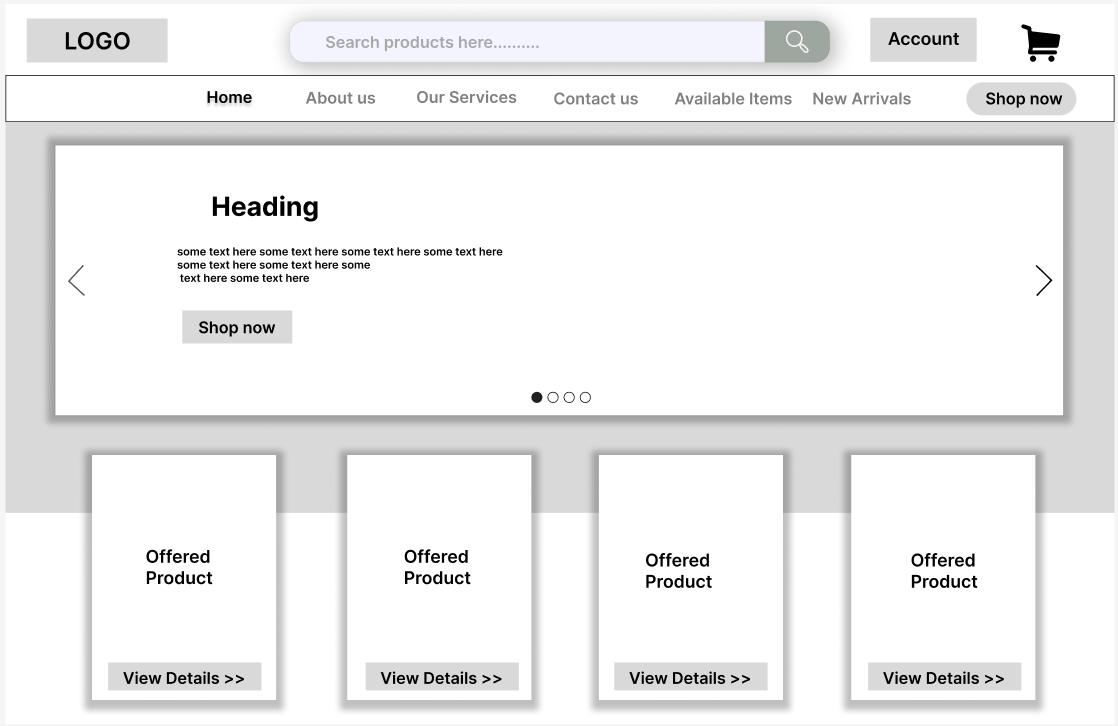 LOGO
Search products here..........
Account
Home
About us
Our Services
Contact us
Available Items
New Arrivals
Shop now
Heading
some text here some text here some text here some text here
some text here some text here some
text here some text here
Shop now
Offered
Product
View Details >>
Offered
Product
View Details >>
Offered
Product
View Details >>
Offered
Product
View Details >>